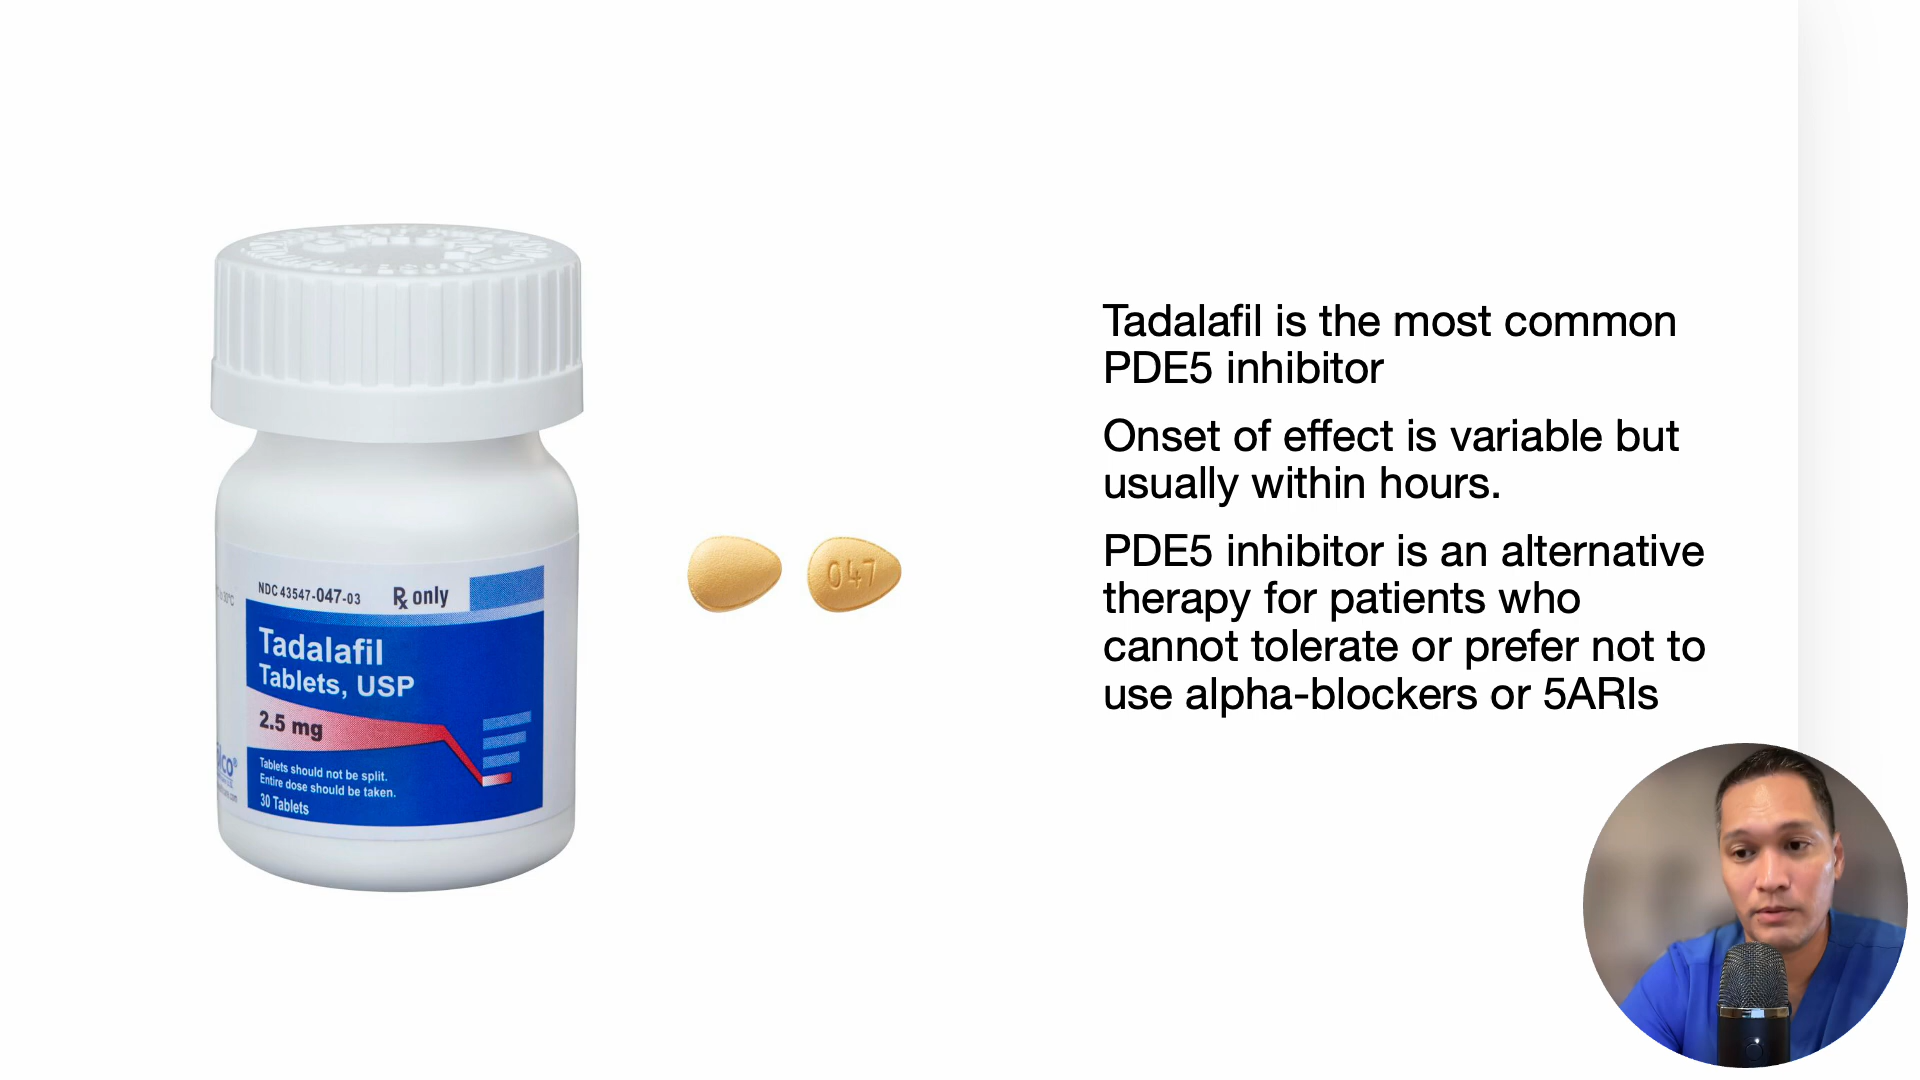 NDC 43547-047-03 Rx only
Tadalafil
Tablets, USP
2.5 mg
Tablets should not be split.
Entire dose should be taken.
30 Tablets
047
Tadalafil is the most common
PDE5 inhibitor
Onset of effect is variable but
usually within hours.
PDE5 inhibitor is an alternative
therapy for patients who
cannot tolerate or prefer not to
use alpha-blockers or 5ARIs